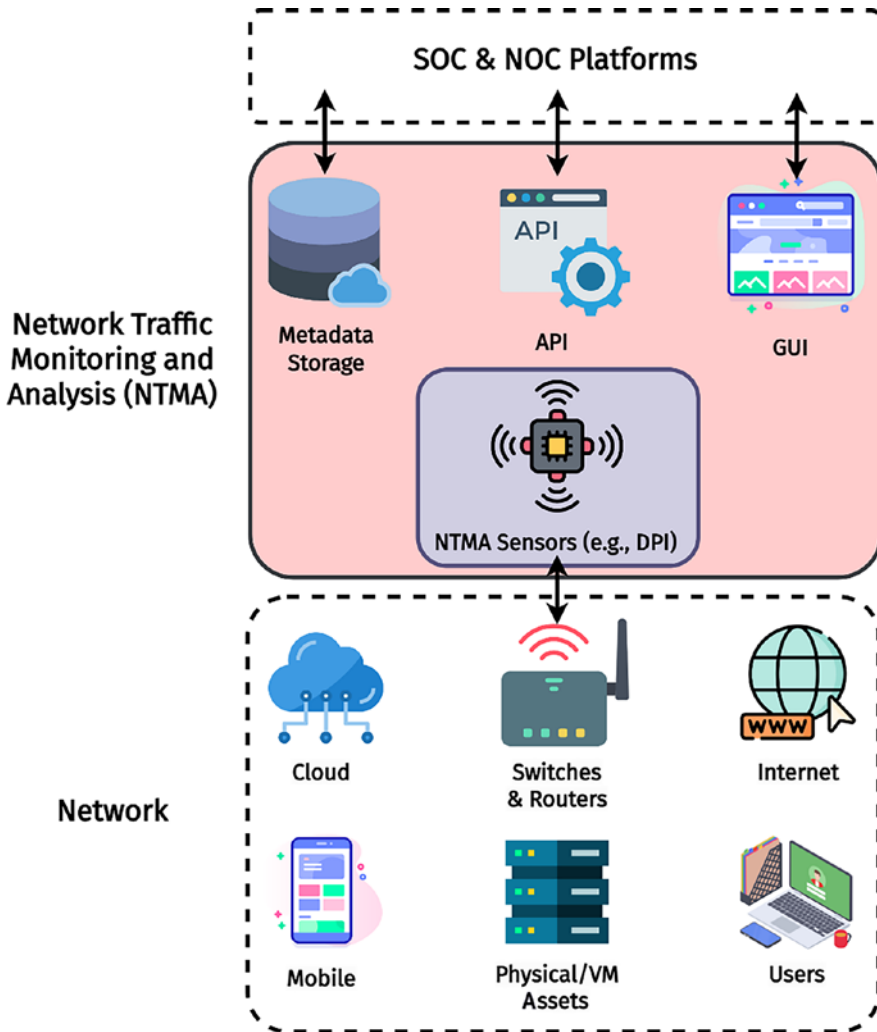 SOC & NOC Platforms
Network Traffic
Monitoring and
Analysis (NTMA)
Metadada
Storage
API
API
GUI
NTMA Sensors (e.g., DPI)
Network
Cloud
Switches
& Routers
WWW
Internet
Mobile
Physical/VM
Assets
Users